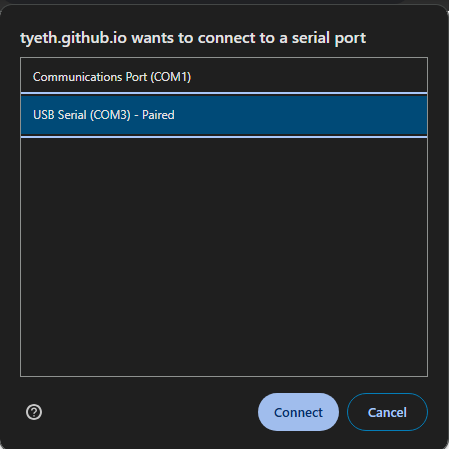 tyeth.github.io wants to connect to a serial port
Communications Port (COM1)
USB Serial (COM3) - Paired
Connect
Cancel